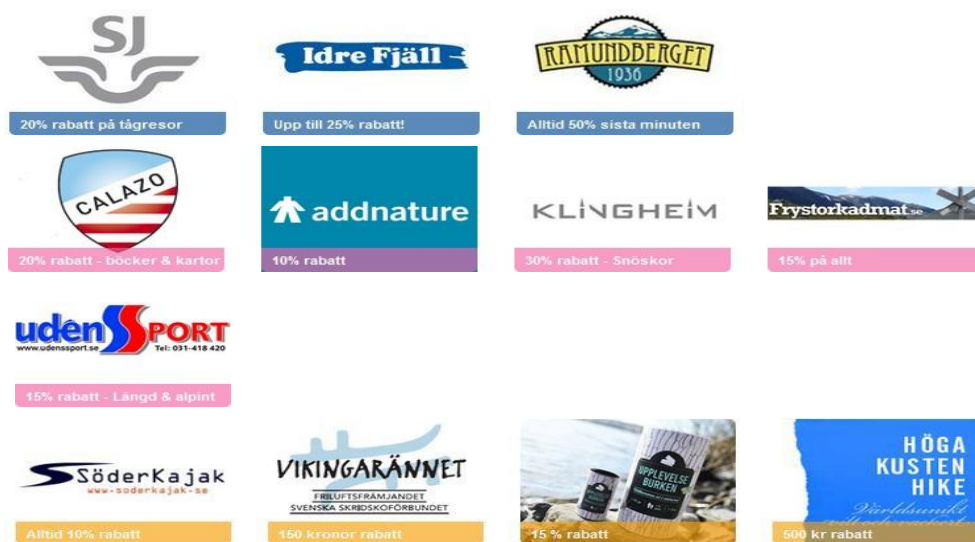 SJ
20% rabatt på tågresor
Idre Fjäll
Upp till 25% rabatt!
RAMUNDBERGET
1936
Alltid 50% sista minuten
CALAZO
20% rabatt - böcker & kartor
addnature
10% rabatt
KLINGHEIM
30% rabatt - Snöskor
Frystorkadmat.se
15% på allt
udénS SPORT
www.udenssport.se Tel: 031-418 420
15% rabatt - Längd & alpint
SöderKajak
www.soderkajak.se
Alltid 10% rabatt
VIKINGARÄNNET
FRILUFTSFRÄMJANDET
SVENSKA SKRIDSKOFÖRBUNDET
150 kronor rabatt
UPPLEVELSE
BURKEN
15 % rabatt
HÖGA
KUSTEN
HIKE
Världsunikt
500 kr rabatt